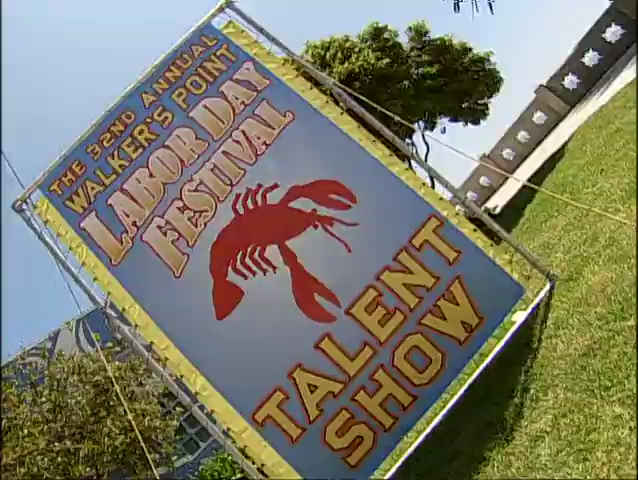 THE 32ND ANNUAL
WALKER'S POINT
LABOR DAY
FESTIVAL
TALENT
SHOW